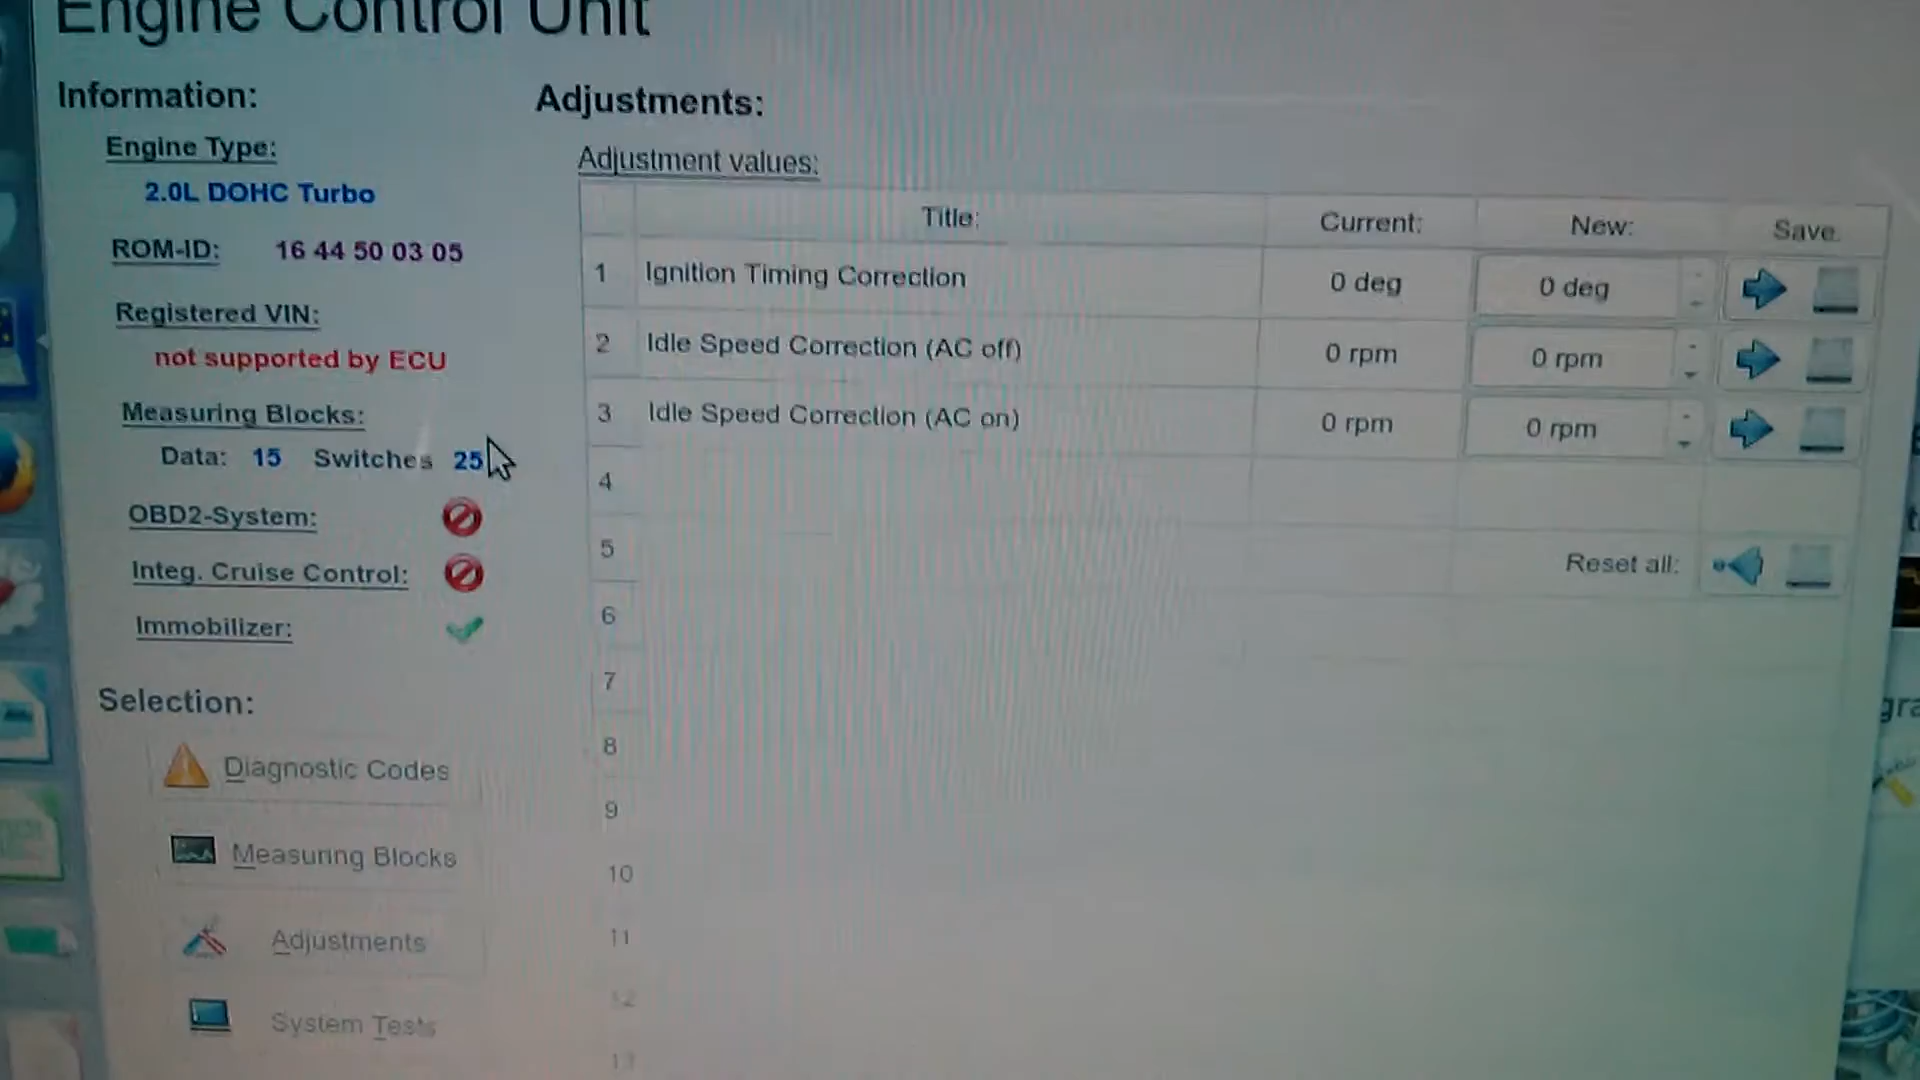 Engine Control Unit
Information:
Engine Type:
2.0L DOHC Turbo
ROM-ID: 16 44 50 03 05
Registered VIN:
not supported by ECU
Measuring Blocks:
Data: 15 Switches 25
OBD2-System:
Integ. Cruise Control:
Immobilizer:
Selection:
Diagnostic Codes
Measuring Blocks
Adjustments
System Tests
Adjustments:
Adjustment values:
Title: Current: New: Save
1 Ignition Timing Correction 0 deg 0 deg
2 Idle Speed Correction (AC off) 0 rpm 0 rpm
3 Idle Speed Correction (AC on) 0 rpm 0 rpm
4
5 Reset all:
6
7
8
9
10
11
12
13